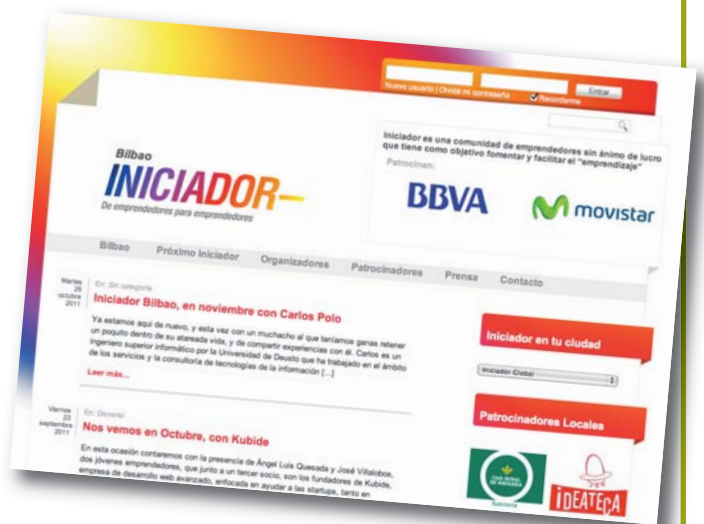 Nuevo usuario | Olvidé mi contraseña
Recordarme
Entrar
Iniciador es una comunidad de emprendedores sin ánimo de lucro
que tiene como objetivo fomentar y facilitar el "emprendizaje"
Patrocinan:
BBVA
movistar
Bilbao
INICIADOR
De emprendedores para emprendedores
Bilbao Próximo Iniciador Organizadores Patrocinadores Prensa Contacto
Martes
25
octubre
2011
En: Sin categoría
Iniciador Bilbao, en noviembre con Carlos Polo
Ya estamos aquí de nuevo, y esta vez con un muchacho al que teníamos ganas retener
un poquito dentro de su atareada vida, y de compartir experiencias con él. Carlos es un
ingeniero superior informático por la Universidad de Deusto que ha trabajado en el ámbito
de los servicios y la consultoría de tecnologías de la información [...]
Leer más...
Viernes
23
septiembre
2011
En: General
Nos vemos en Octubre, con Kubide
En esta ocasión contaremos con la presencia de Ángel Luis Quesada y José Villalobos,
dos jóvenes emprendedores, que junto a un tercer socio, son los fundadores de Kubide,
empresa de desarrollo web avanzado, enfocada en ayudar a las startups, tanto en
Iniciador en tu ciudad
Iniciador Global
Patrocinadores Locales
CAJA RURAL
DE NAVARRA
iDEATECA